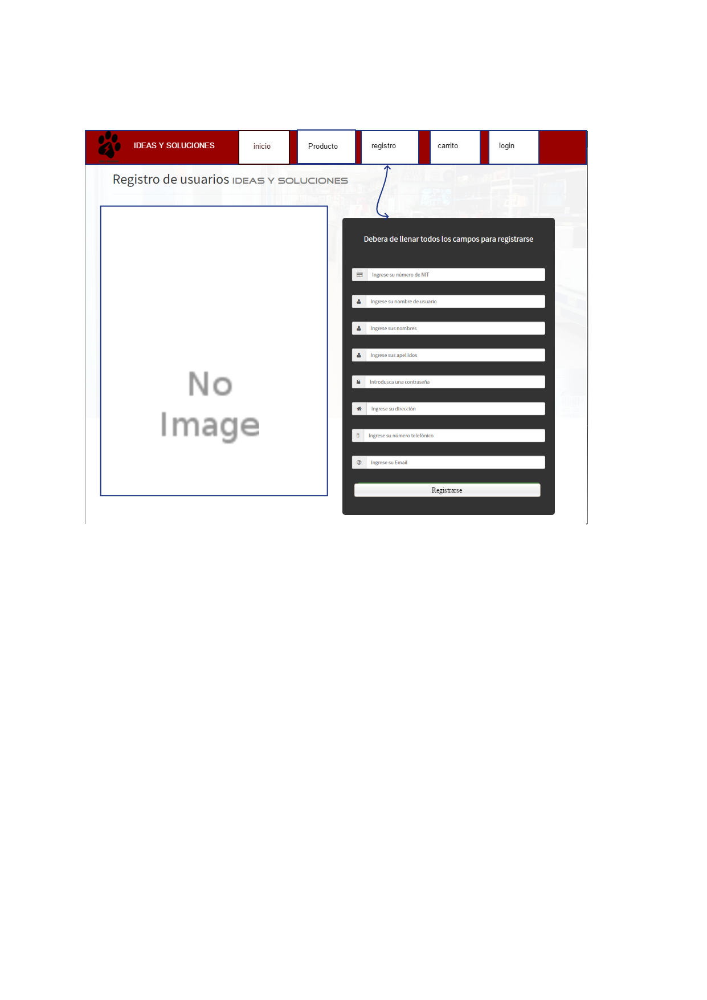 IDEAS Y SOLUCIONES
inicio
Producto
registro
carrito
login
Registro de usuarios IDEAS Y SOLUCIONES
No
Image
Debera de llenar todos los campos para registrarse
Ingrese su número de NIT
Ingrese su nombre de usuario
Ingrese sus nombres
Ingrese sus apellidos
Introdusca una contraseña
Ingrese su dirección
Ingrese su número telefónico
@ Ingrese su Email
Registrarse